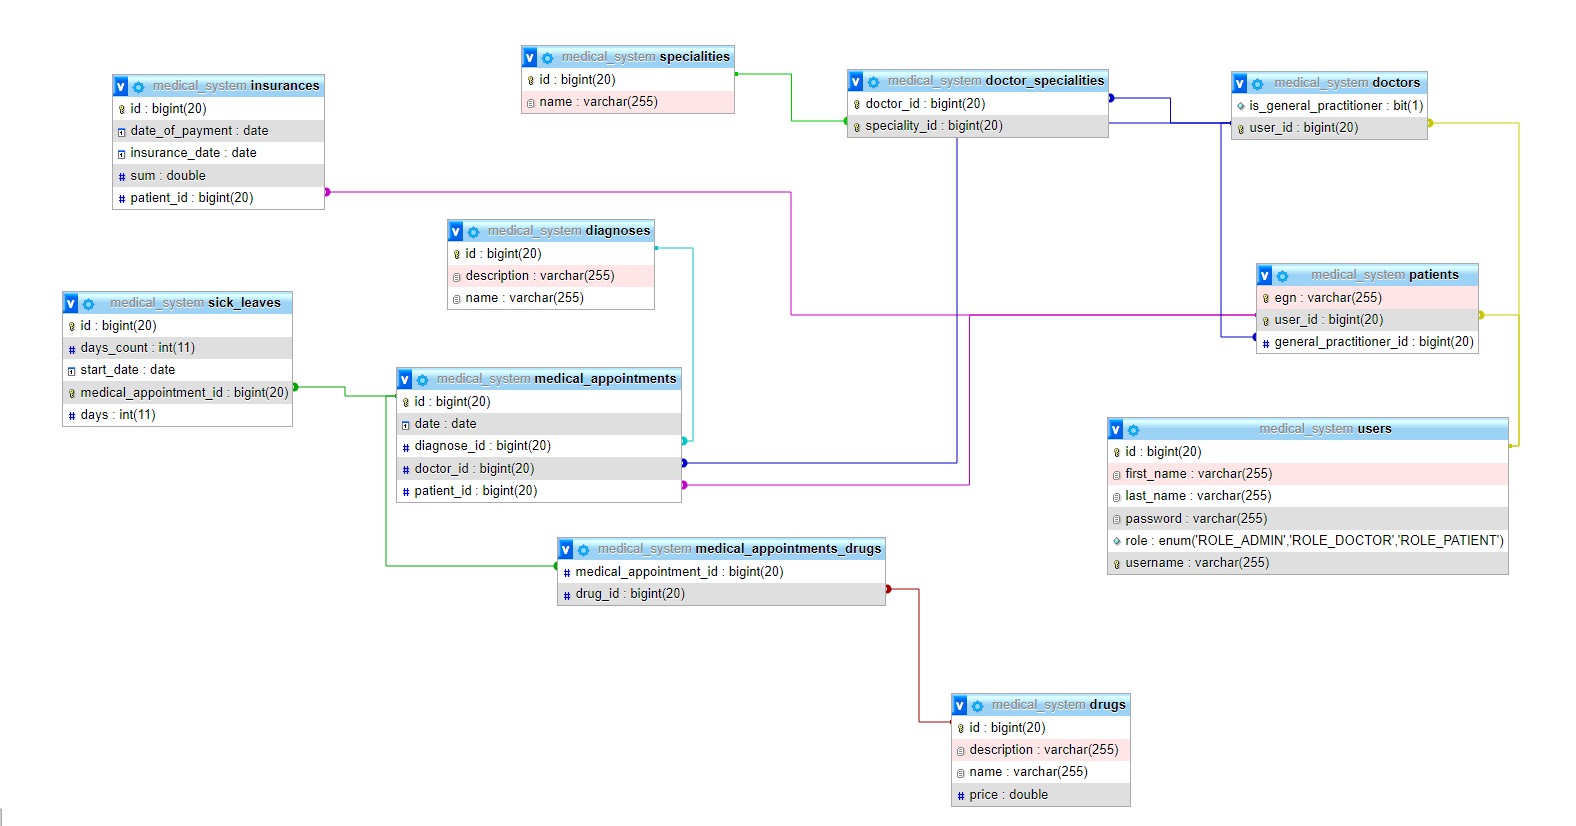 medical_system specialities
id : bigint(20)
name : varchar(255)
medical_system doctor_specialities
doctor_id : bigint(20)
speciality_id : bigint(20)
medical_system doctors
is_general_practitioner : bit(1)
user_id : bigint(20)
medical_system insurances
id : bigint(20)
date_of_payment : date
insurance_date : date
sum : double
patient_id : bigint(20)
medical_system diagnoses
id : bigint(20)
description : varchar(255)
name : varchar(255)
medical_system patients
egn : varchar(255)
user_id : bigint(20)
general_practitioner_id : bigint(20)
medical_system sick_leaves
id : bigint(20)
days_count : int(11)
start_date : date
medical_appointment_id : bigint(20)
days : int(11)
medical_system medical_appointments
id : bigint(20)
date : date
diagnose_id : bigint(20)
doctor_id : bigint(20)
patient_id : bigint(20)
medical_system users
id : bigint(20)
first_name : varchar(255)
last_name : varchar(255)
password : varchar(255)
role : enum('ROLE_ADMIN','ROLE_DOCTOR','ROLE_PATIENT')
username : varchar(255)
medical_system medical_appointments_drugs
medical_appointment_id : bigint(20)
drug_id : bigint(20)
medical_system drugs
id : bigint(20)
description : varchar(255)
name : varchar(255)
price : double